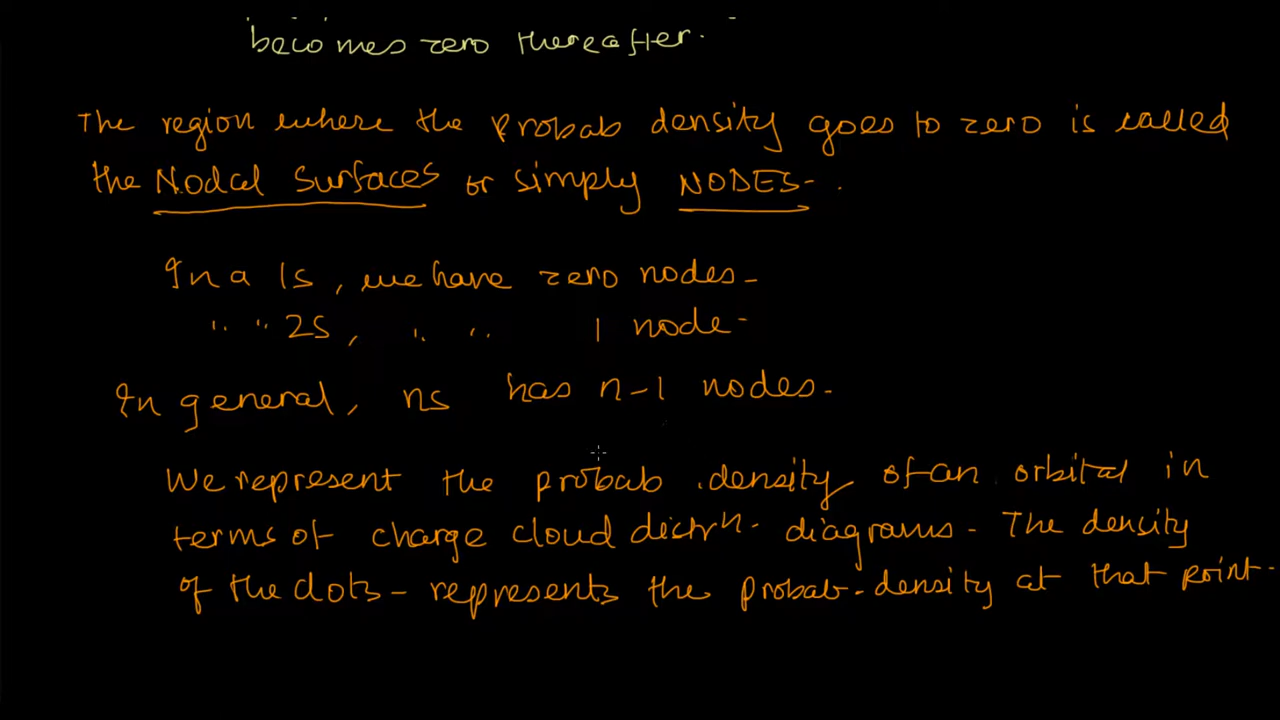 becomes zero thereafter.
The region where the probab density goes to zero is called
the Nodal Surfaces or simply NODES-.
In a 1s, we have zero nodes-
" " 2s, " " 1 node-
In general, ns has n-1 nodes.
We represent the probab. density of an orbital in
terms of charge cloud distrn. diagrams- The density
of the dots- represents the probab-density at that point-